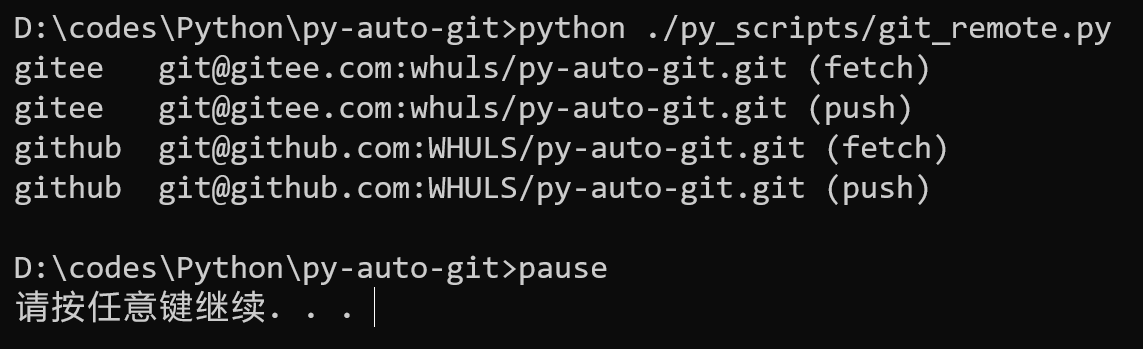 D:\codes\Python\py-auto-git>python ./py_scripts/git_remote.py
gitee   git@gitee.com:whuls/py-auto-git.git (fetch)
gitee   git@gitee.com:whuls/py-auto-git.git (push)
github  git@github.com:WHULS/py-auto-git.git (fetch)
github  git@github.com:WHULS/py-auto-git.git (push)
D:\codes\Python\py-auto-git>pause
请按任意键继续. . .